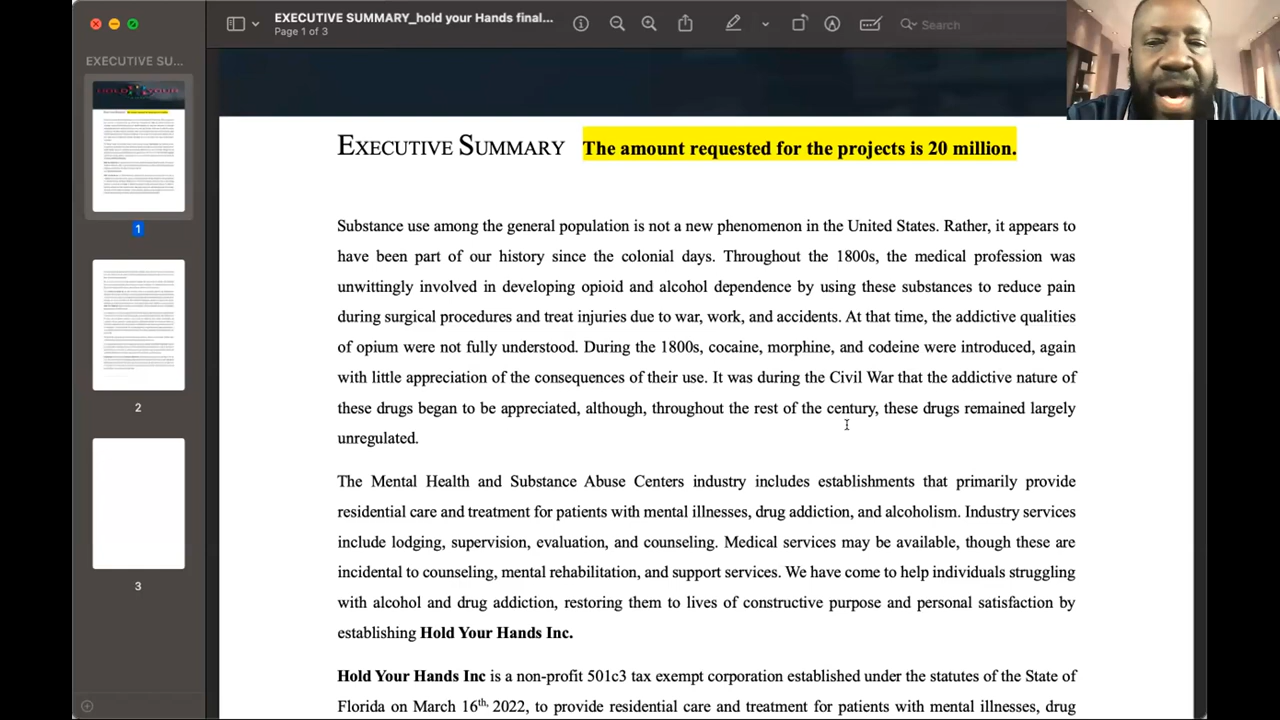 EXECUTIVE SUMMARY_hold your Hands final...
Page 1 of 3
Search
EXECUTIVE SU...
1
2
3
EXECUTIVE SUMMARY The amount requested for the projects is 20 million.
Substance use among the general population is not a new phenomenon in the United States. Rather, it appears to
have been part of our history since the colonial days. Throughout the 1800s, the medical profession was
unwittingly involved in developing opioid and alcohol dependence by using these substances to reduce pain
during surgical procedures and treat injuries due to war, work, and accidents. At that time, the addictive qualities
of opium not fully understood. During the 1800s, cocaine, were introduced, again
with little appreciation of the consequences of their use. It was during the Civil War that the addictive nature of
these drugs began to be appreciated, although, throughout the rest of the century, these drugs remained largely
unregulated.
The Mental Health and Substance Abuse Centers industry includes establishments that primarily provide
residential care and treatment for patients with mental illnesses, drug addiction, and alcoholism. Industry services
include lodging, supervision, evaluation, and counseling. Medical services may be available, though these are
incidental to counseling, mental rehabilitation, and support services. We have come to help individuals struggling
with alcohol and drug addiction, restoring them to lives of constructive purpose and personal satisfaction by
establishing Hold Your Hands Inc.
Hold Your Hands Inc is a non-profit 501c3 tax exempt corporation established under the statutes of the State of
Florida on March 16th, 2022, to provide residential care and treatment for patients with mental illnesses, drug